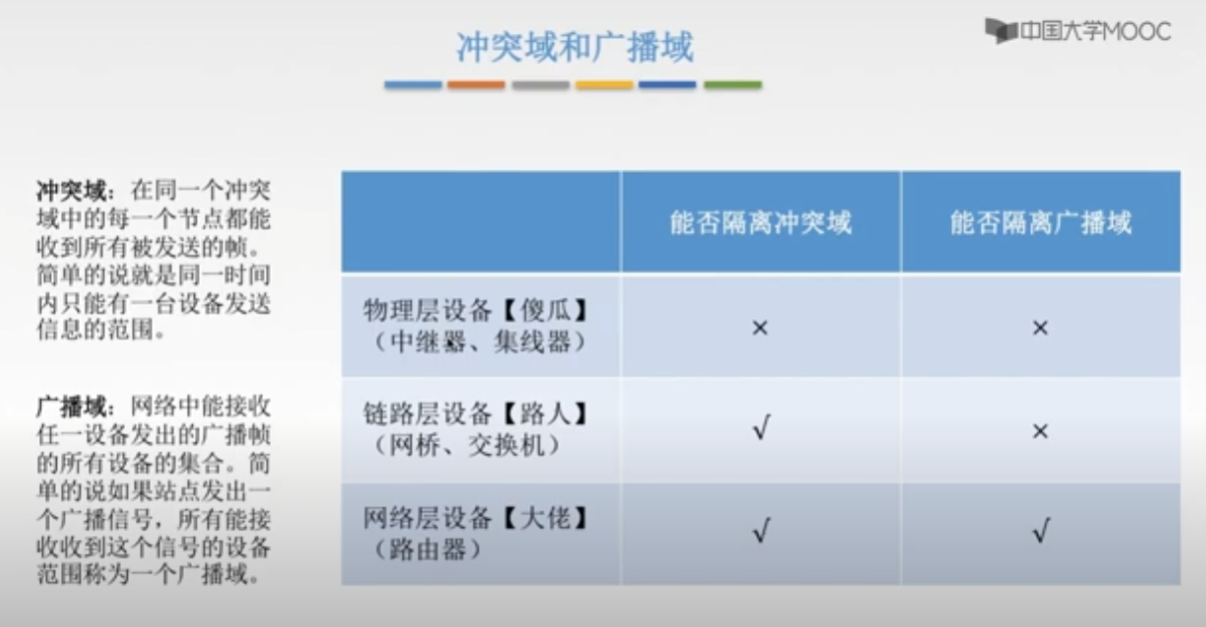 中国大学MOOC
冲突域和广播域
冲突域：在同一个冲突
域中的每一个节点都能
收到所有被发送的帧。
简单的说就是同一时间
内只能有一台设备发送
信息的范围。
广播域：网络中能接收
任一设备发出的广播帧
的所有设备的集合。简
单的说如果站点发出一
个广播信号，所有能接
收收到这个信号的设备
范围称为一个广播域。
能否隔离冲突域 能否隔离广播域
物理层设备【傻瓜】
（中继器、集线器）
× ×
链路层设备【路人】
（网桥、交换机）
√ ×
网络层设备【大佬】
（路由器）
√ √